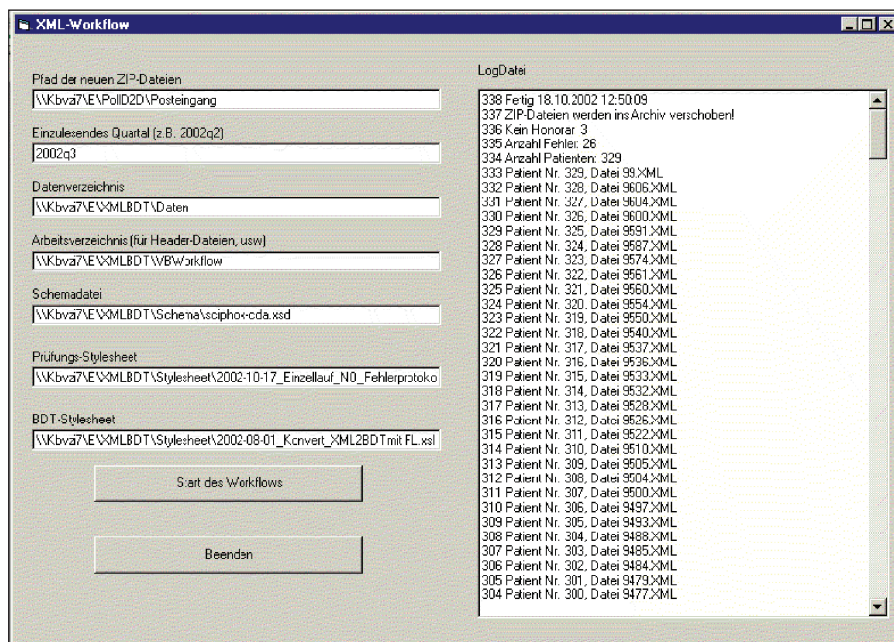 XML-Workflow
Pfad der neuen ZIP-Dateien
\\Kbvzi7\E\PollD2D\Posteingang
Einzulesendes Quartal (z.B. 2002q2)
2002q3
Datenverzeichnis
\\Kbvzi7\E\XMLBDT\Daten
Arbeitsverzeichnis (für Header-Dateien, usw)
\\Kbvzi7\E\XMLBDT\VBWorkflow
Schemadatei
\\Kbvzi7\E\XMLBDT\Schema\sciphox-cda.xsd
Prüfungs-Stylesheet
\\Kbvzi7\E\XMLBDT\Stylesheet\2002-10-17_Einzellauf_N0_Fehlerprotoko
BDT-Stylesheet
\\Kbvzi7\E\XMLBDT\Stylesheet\2002-08-01_Konvert_XML2BDTmit FL.xsl
Start des Workflows
Beenden
LogDatei
338 Fertig 18.10.2002 12:50:09
337 ZIP-Dateien werden ins Archiv verschoben!
336 Kein Honorar: 3
335 Anzahl Fehler: 26
334 Anzahl Patienten: 329
333 Patient Nr. 329, Datei 99.XML
332 Patient Nr. 328, Datei 9606.XML
331 Patient Nr. 327, Datei 9604.XML
330 Patient Nr. 326, Datei 9600.XML
329 Patient Nr. 325, Datei 9591.XML
328 Patient Nr. 324, Datei 9587.XML
327 Patient Nr. 323, Datei 9574.XML
326 Patient Nr. 322, Datei 9561.XML
325 Patient Nr. 321, Datei 9560.XML
324 Patient Nr. 320, Datei 9554.XML
323 Patient Nr. 319, Datei 9550.XML
322 Patient Nr. 318, Datei 9540.XML
321 Patient Nr. 317, Datei 9537.XML
320 Patient Nr. 316, Datei 9536.XML
319 Patient Nr. 315, Datei 9533.XML
318 Patient Nr. 314, Datei 9532.XML
317 Patient Nr. 313, Datei 9528.XML
316 Patient Nr. 312, Datei 9526.XML
315 Patient Nr. 311, Datei 9522.XML
314 Patient Nr. 310, Datei 9510.XML
313 Patient Nr. 309, Datei 9505.XML
312 Patient Nr. 308, Datei 9504.XML
311 Patient Nr. 307, Datei 9500.XML
310 Patient Nr. 306, Datei 9497.XML
309 Patient Nr. 305, Datei 9493.XML
308 Patient Nr. 304, Datei 9488.XML
307 Patient Nr. 303, Datei 9485.XML
306 Patient Nr. 302, Datei 9484.XML
305 Patient Nr. 301, Datei 9479.XML
304 Patient Nr. 300, Datei 9477.XML